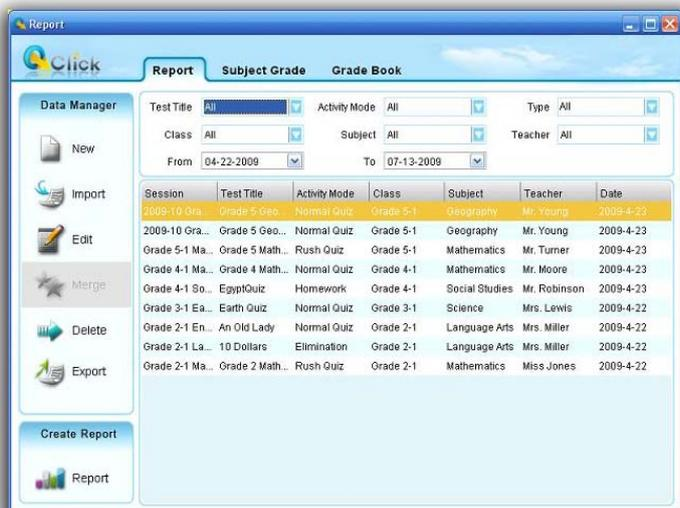 Report
QClick
Report Subject Grade Grade Book
Data Manager
New
Import
Edit
Merge
Delete
Export
Create Report
Report
Test Title All Activity Mode All Type All
Class All Subject All Teacher All
From 04-22-2009 To 07-13-2009
Session Test Title Activity Mode Class Subject Teacher Date
2009-10 Gra... Grade 5 Geo... Normal Quiz Grade 5-1 Geography Mr. Young 2009-4-23
2009-10 Gra... Grade 5 Geo... Normal Quiz Grade 5-1 Geography Mr. Young 2009-4-23
Grade 5-1 Ma... Grade 5 Math... Rush Quiz Grade 5-1 Mathematics Mr. Turner 2009-4-23
Grade 4-1 Ma... Grade 4 Math... Normal Quiz Grade 4-1 Mathematics Mr. Moore 2009-4-23
Grade 4-1 So... EgyptQuiz Homework Grade 4-1 Social Studies Mr. Robinson 2009-4-23
Grade 3-1 Ea... Earth Quiz Normal Quiz Grade 3-1 Science Mrs. Lewis 2009-4-22
Grade 2-1 En... An Old Lady Normal Quiz Grade 2-1 Language Arts Mrs. Miller 2009-4-22
Grade 2-1 La... 10 Dollars Elimination Grade 2-1 Language Arts Mrs. Miller 2009-4-22
Grade 2-1 Ma... Grade 2 Math... Rush Quiz Grade 2-1 Mathematics Miss Jones 2009-4-22